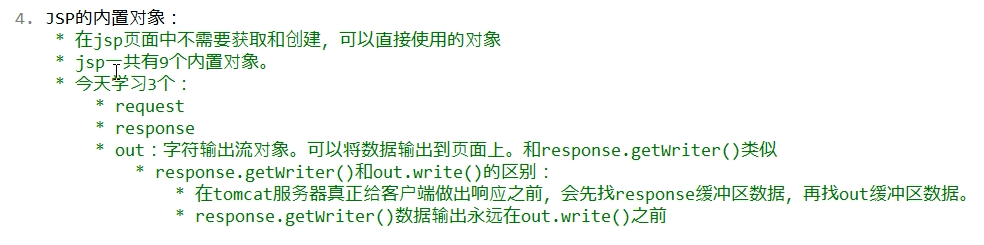 4. JSP的内置对象：
* 在jsp页面中不需要获取和创建，可以直接使用的对象
* jsp一共有9个内置对象。
* 今天学习3个：
* request
* response
* out：字符输出流对象。可以将数据输出到页面上。和response.getWriter()类似
* response.getWriter()和out.write()的区别：
* 在tomcat服务器真正给客户端做出响应之前，会先找response缓冲区数据，再找out缓冲区数据。
* response.getWriter()数据输出永远在out.write()之前